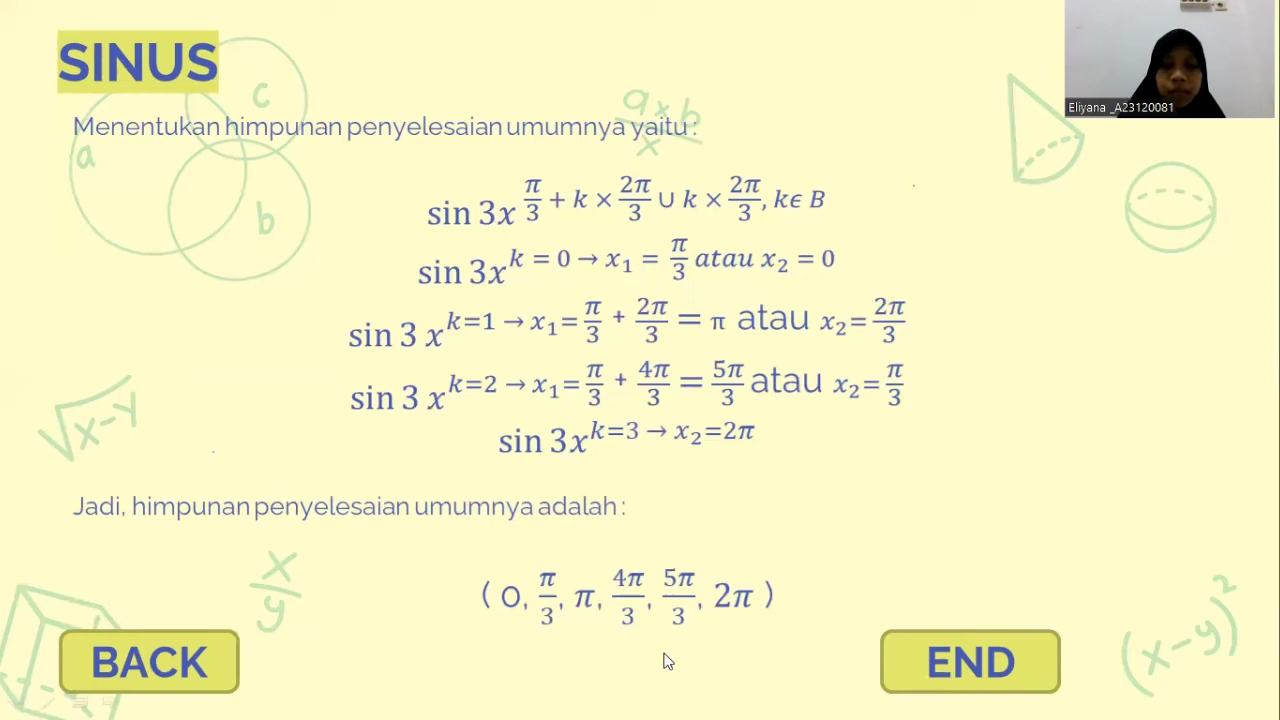 SINUS
Eliyana _A23120081
Menentukan himpunan penyelesaian umumnya yaitu :
sin 3x^{π/3 + k × 2π/3 ∪ k × 2π/3, kϵ B}
sin 3x^{k = 0 → x₁ = π/3 atau x₂ = 0}
sin 3 x^{k=1 → x₁= π/3 + 2π/3} = π atau x₂= 2π/3
sin 3 x^{k=2 → x₁= π/3 + 4π/3} = 5π/3 atau x₂= π/3
sin 3x^{k=3 → x₂=2π}
Jadi, himpunan penyelesaian umumnya adalah :
( 0, π/3, π, 4π/3, 5π/3, 2π )
BACK
END
a
b
c
a×b/x
√x-y
x/y
(x-y)²